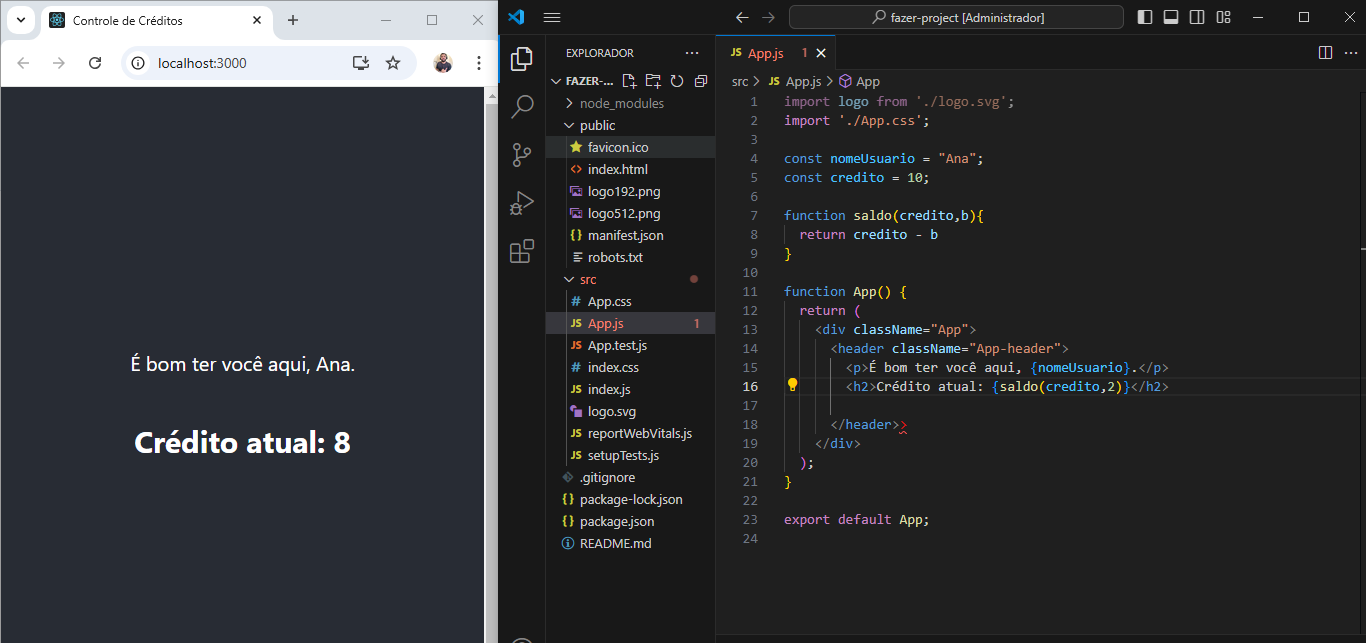 Controle de Créditos
localhost:3000
É bom ter você aqui, Ana.
Crédito atual: 8
fazer-project [Administrador]
EXPLORADOR
FAZER-...
node_modules
public
favicon.ico
index.html
logo192.png
logo512.png
manifest.json
robots.txt
src
App.css
App.js 1
App.test.js
index.css
index.js
logo.svg
reportWebVitals.js
setupTests.js
.gitignore
package-lock.json
package.json
README.md
JS App.js 1
src > JS App.js > App
1 import logo from './logo.svg';
2 import './App.css';
3
4 const nomeUsuario = "Ana";
5 const credito = 10;
6
7 function saldo(credito,b){
8 return credito - b
9 }
10
11 function App() {
12 return (
13 <div className="App">
14 <header className="App-header">
15 <p>É bom ter você aqui, {nomeUsuario}.</p>
16 <h2>Crédito atual: {saldo(credito,2)}</h2>
17
18 </header>>
19 </div>
20 );
21 }
22
23 export default App;
24